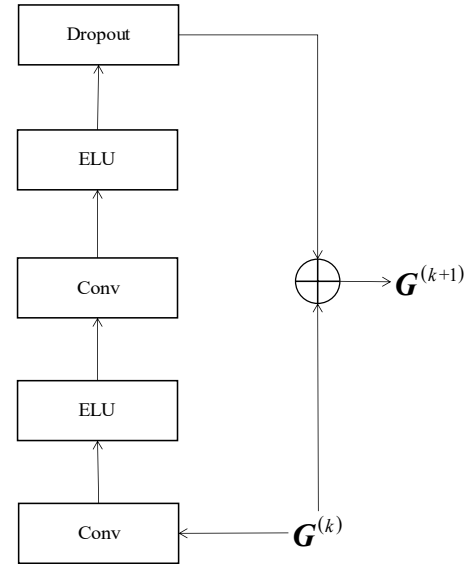 Dropout
ELU
Conv
G^{(k+1)}
ELU
Conv
G^{(k)}